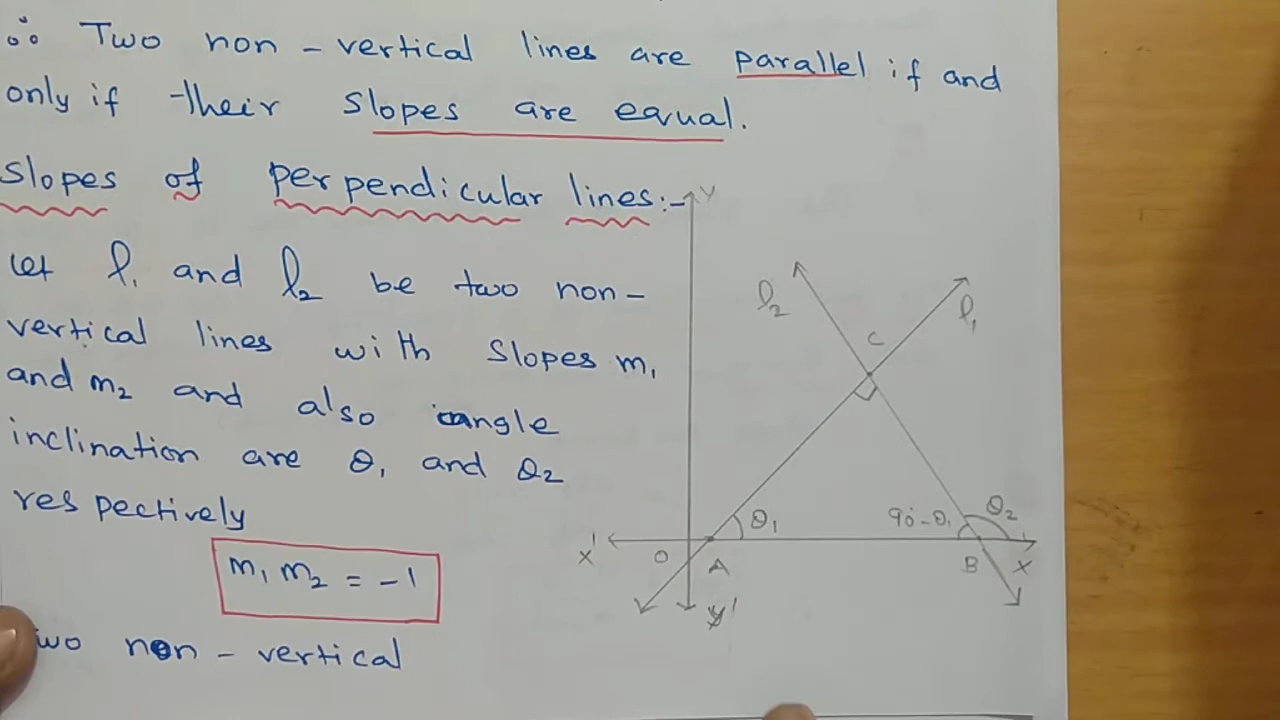 ∴ Two non-vertical lines are parallel if and
only if their slopes are equal.
Slopes of perpendicular lines:-
Let l₁ and l₂ be two non-
vertical lines with slopes m₁
and m₂ and also angle
inclination are θ₁ and θ₂
respectively
m₁ m₂ = -1
wo non-vertical
Y
l₂
l₁
C
θ₁
90-θ₁
θ₂
X'
O
A
B
X
y'